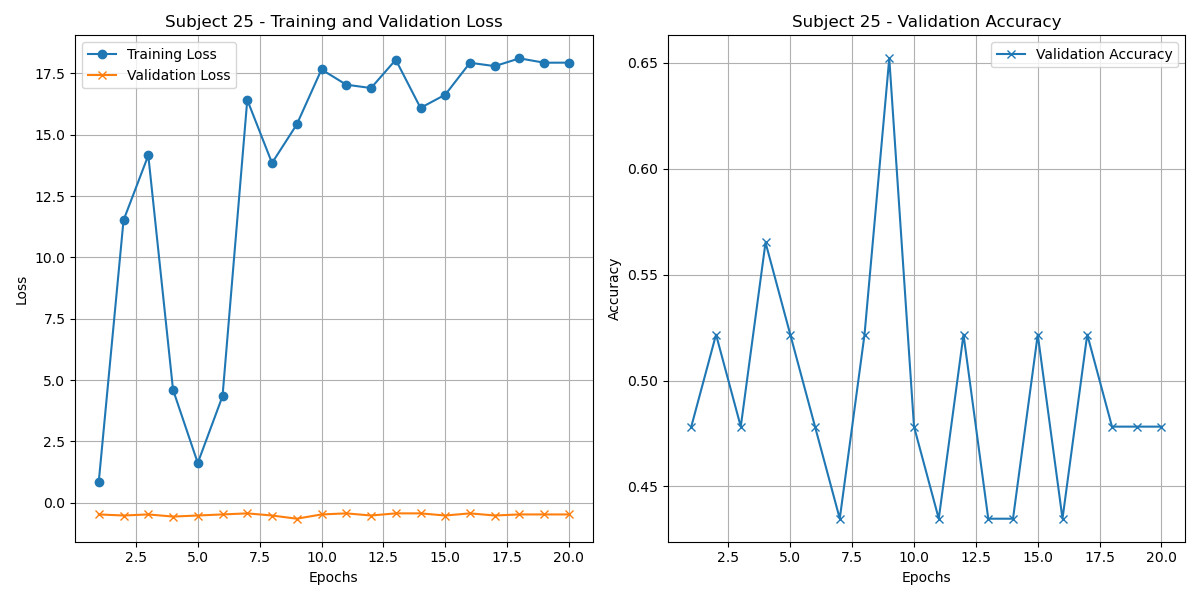 Subject 25 - Training and Validation Loss
Training Loss
Validation Loss
17.5
15.0
12.5
10.0
7.5
5.0
2.5
0.0
Loss
2.5 5.0 7.5 10.0 12.5 15.0 17.5 20.0
Epochs
Subject 25 - Validation Accuracy
Validation Accuracy
0.65
0.60
0.55
0.50
0.45
Accuracy
2.5 5.0 7.5 10.0 12.5 15.0 17.5 20.0
Epochs